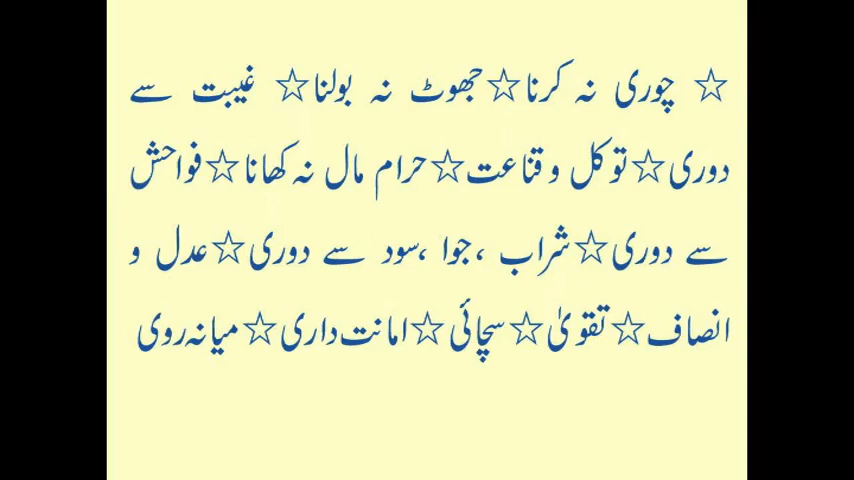 ☆ چوری نہ کرنا☆جھوٹ نہ بولنا☆ غیبت سے
دوری☆توکل و قناعت☆حرام مال نہ کھانا☆فواحش
سے دوری☆شراب ،جوا ،سود سے دوری☆عدل و
انصاف☆تقویٰ☆سچائی☆امانت داری☆میانہ روی